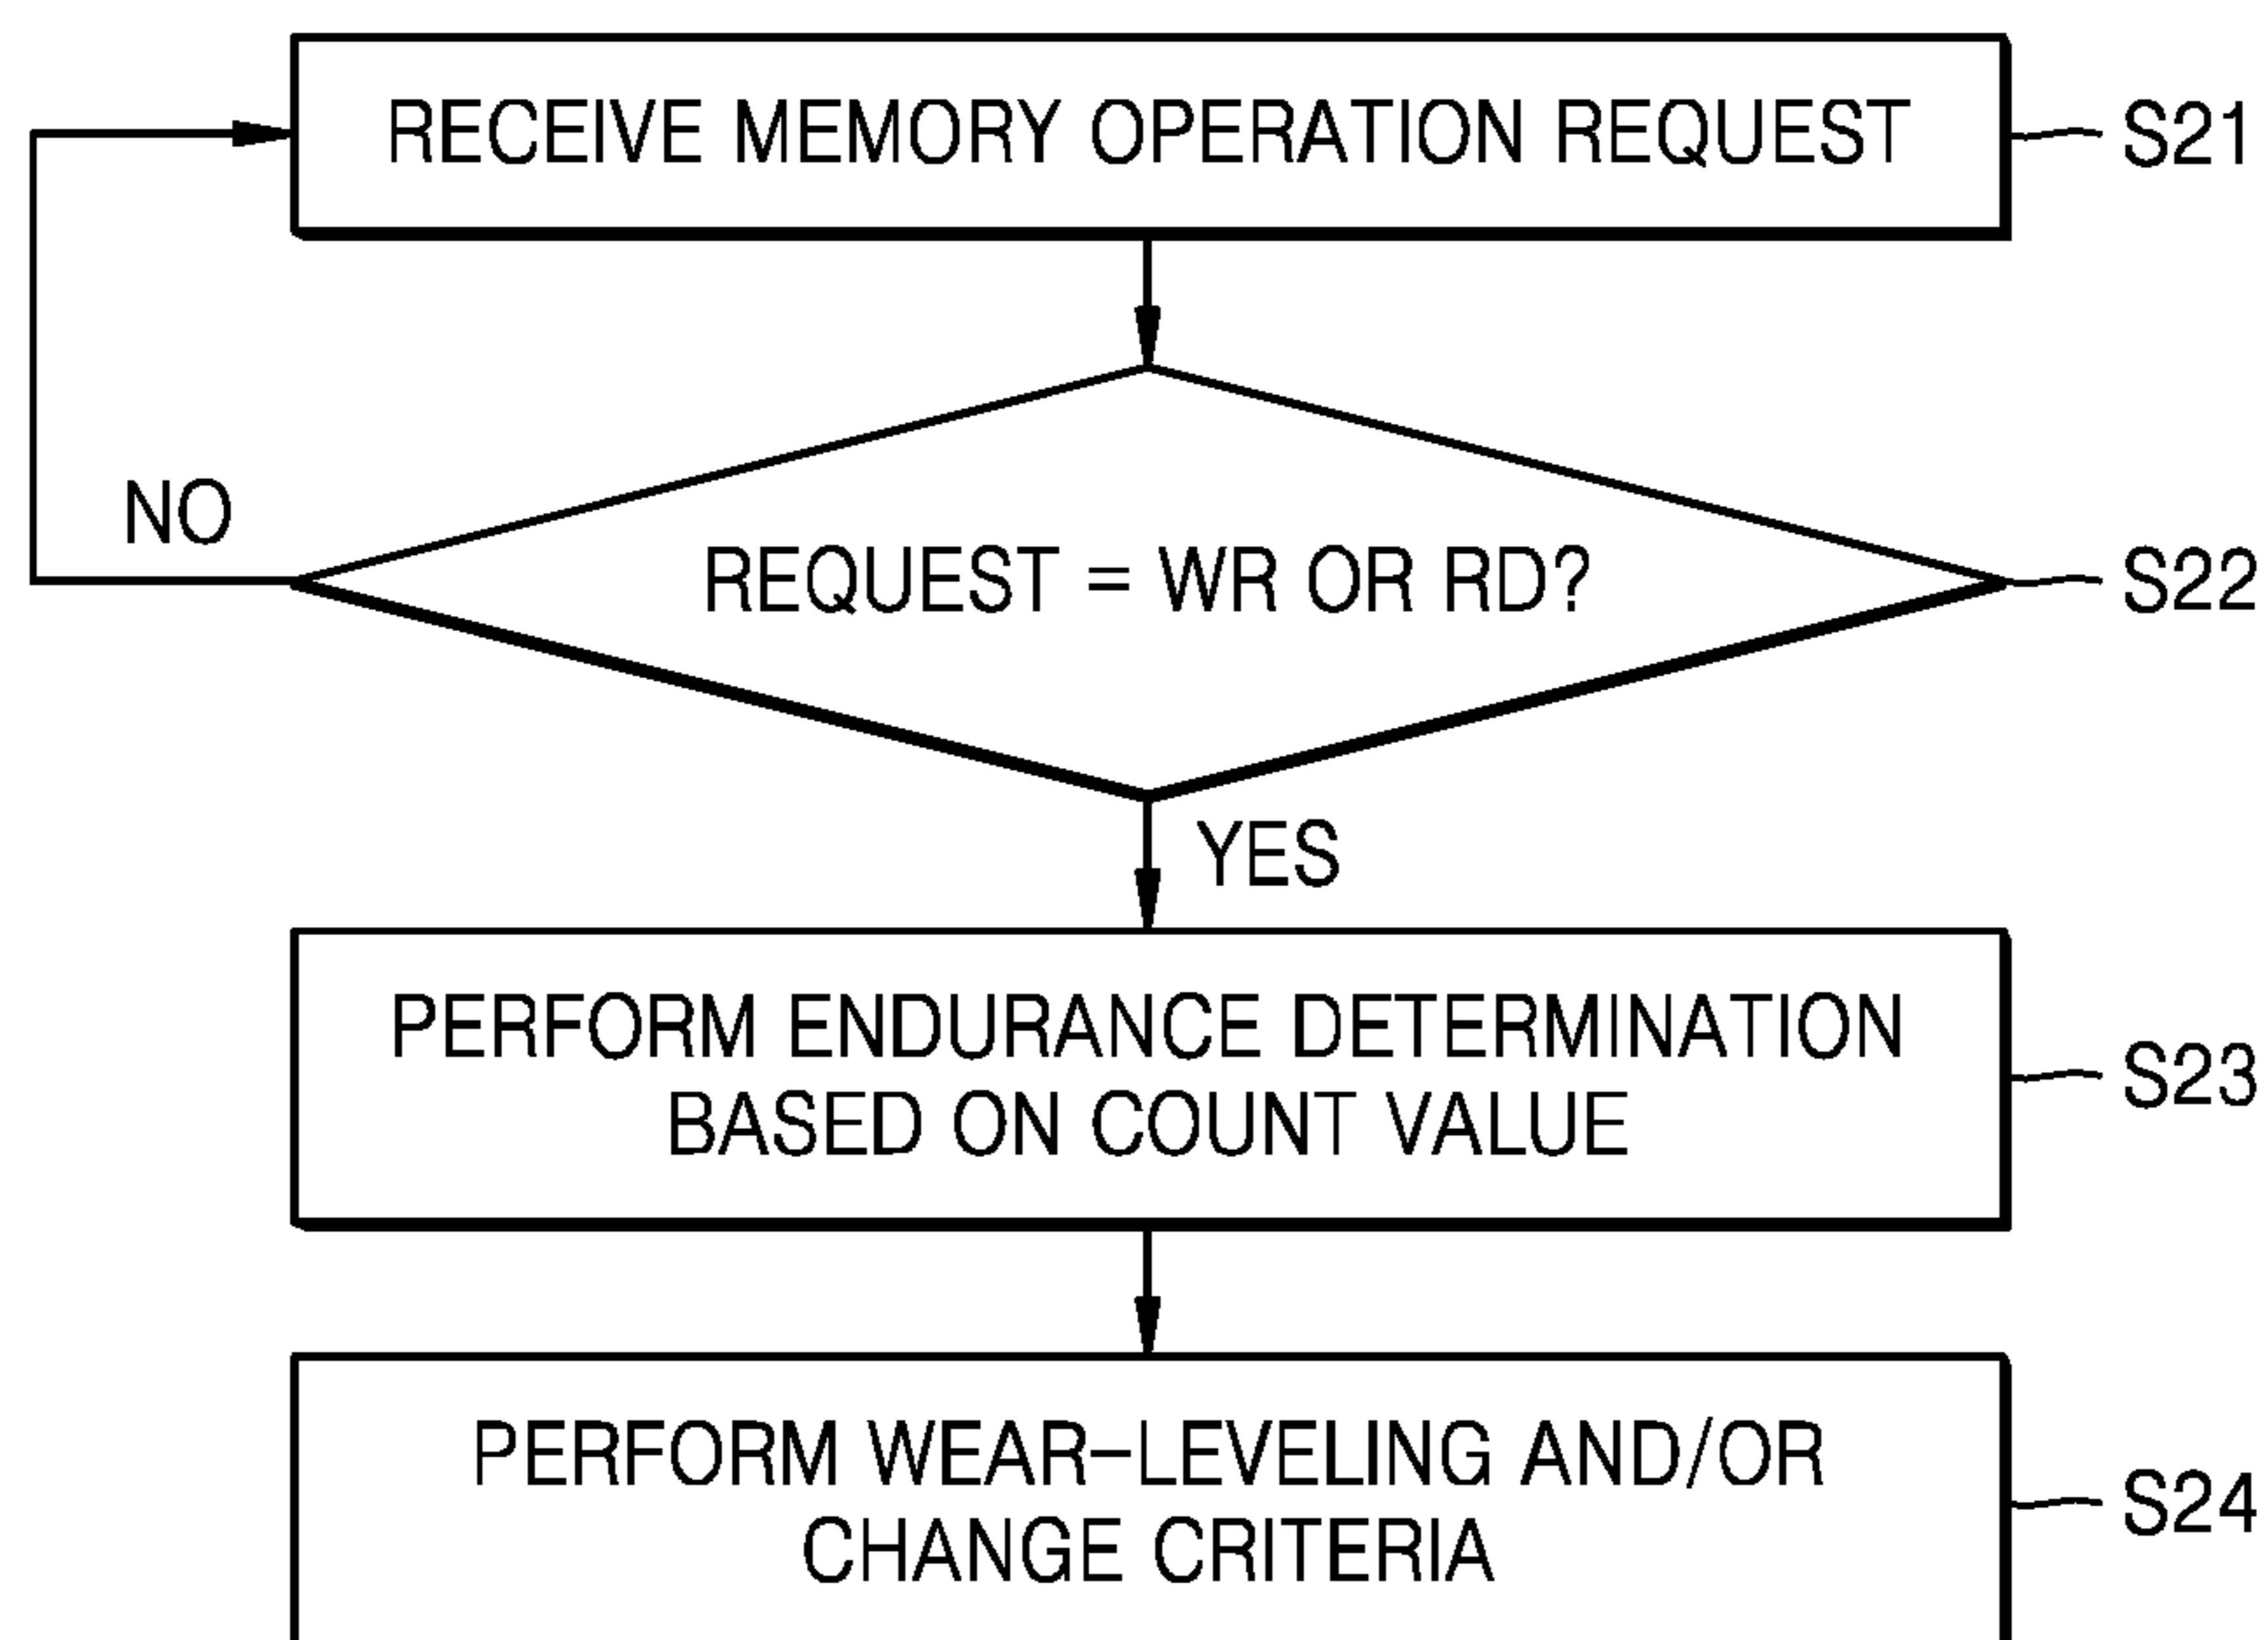 RECEIVE MEMORY OPERATION REQUEST
S21
NO
REQUEST = WR OR RD?
S22
YES
PERFORM ENDURANCE DETERMINATION
BASED ON COUNT VALUE
S23
PERFORM WEAR–LEVELING AND/OR
CHANGE CRITERIA
S24